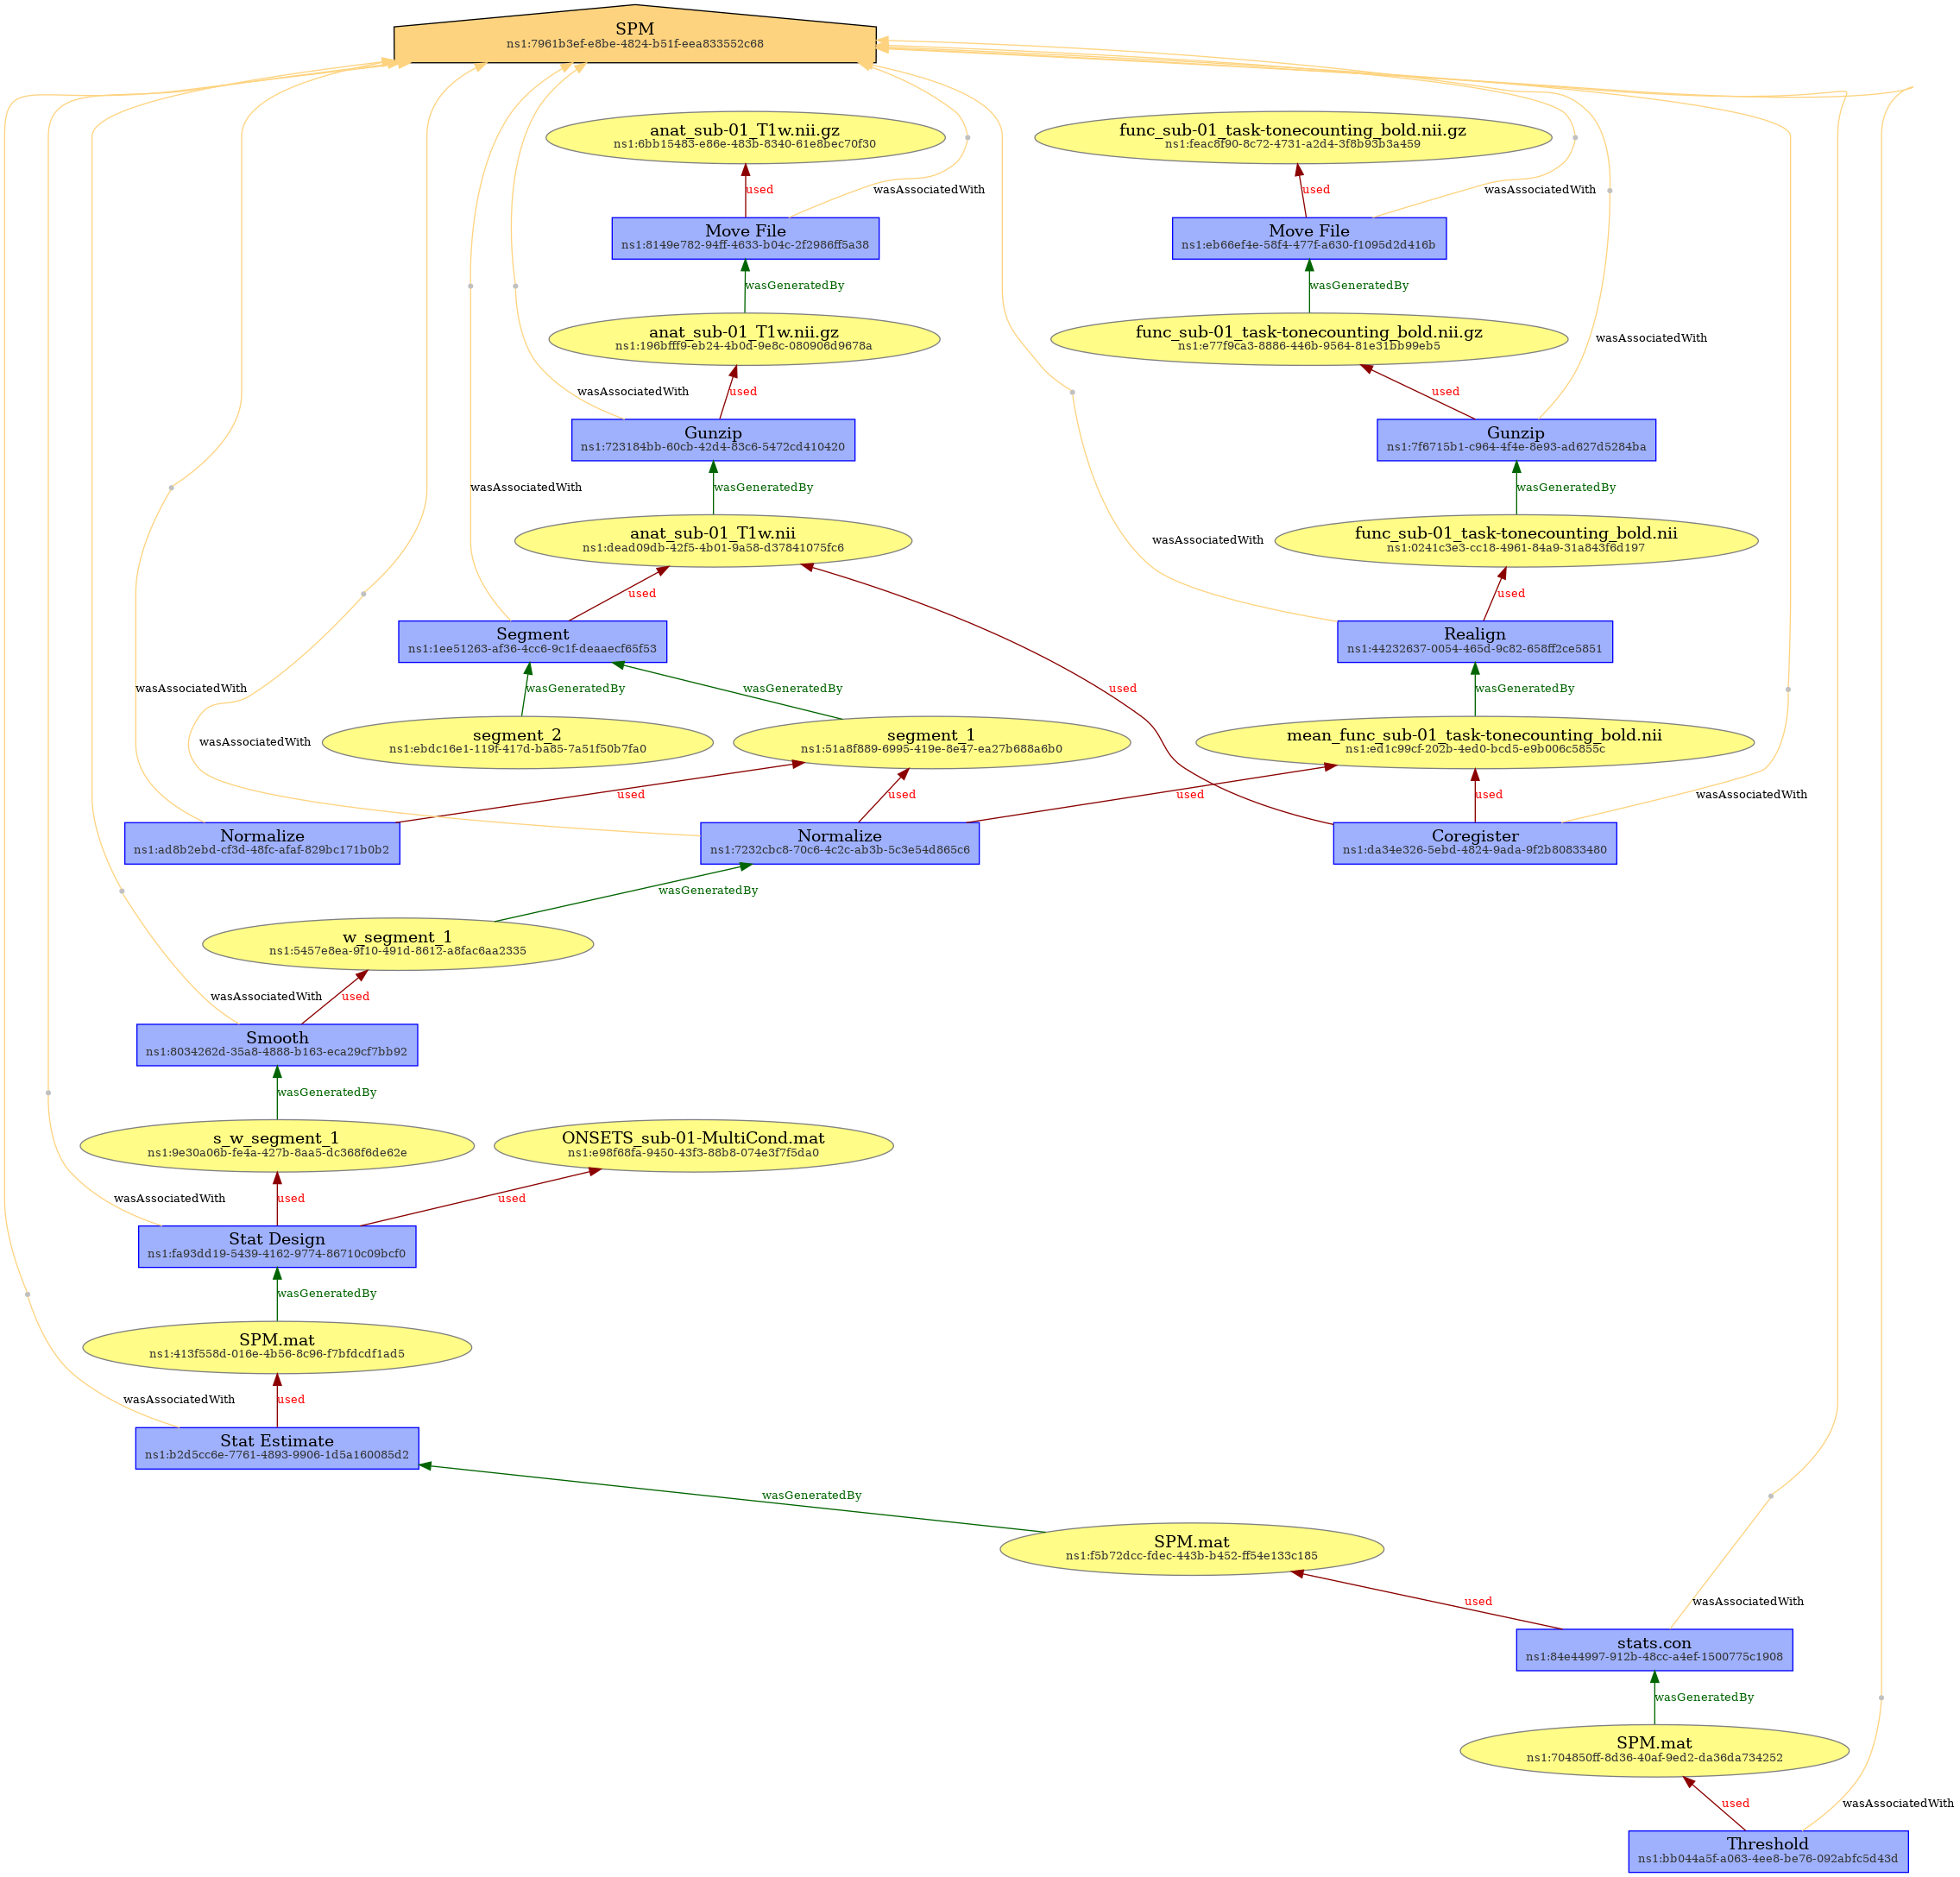 SPM
ns1:7961b3ef-e8be-4824-b51f-eea833552c68
anat_sub-01_T1w.nii.gz
ns1:6bb15483-e86e-483b-8340-61e8bec70f30
func_sub-01_task-tonecounting_bold.nii.gz
ns1:feac8f90-8c72-4731-a2d4-3f8b93b3a459
used
wasAssociatedWith
used
wasAssociatedWith
Move File
ns1:8149e782-94ff-4633-b04c-2f2986ff5a38
Move File
ns1:eb66ef4e-58f4-477f-a630-f1095d2d416b
wasGeneratedBy
wasGeneratedBy
anat_sub-01_T1w.nii.gz
ns1:196bfff9-eb24-4b0d-9e8c-080906d9678a
func_sub-01_task-tonecounting_bold.nii.gz
ns1:e77f9ca3-8886-446b-9564-81e31bb99eb5
wasAssociatedWith
wasAssociatedWith
used
used
Gunzip
ns1:723184bb-60cb-42d4-83c6-5472cd410420
Gunzip
ns1:7f6715b1-c964-4f4e-8e93-ad627d5284ba
wasAssociatedWith
wasGeneratedBy
wasGeneratedBy
anat_sub-01_T1w.nii
ns1:dead09db-42f5-4b01-9a58-d37841075fc6
wasAssociatedWith
func_sub-01_task-tonecounting_bold.nii
ns1:0241c3e3-cc18-4961-84a9-31a843f6d197
used
used
Segment
ns1:1ee51263-af36-4cc6-9c1f-deaaecf65f53
Realign
ns1:44232637-0054-465d-9c82-658ff2ce5851
wasAssociatedWith
wasGeneratedBy
wasGeneratedBy
used
wasGeneratedBy
wasAssociatedWith
segment_2
ns1:ebdc16e1-119f-417d-ba85-7a51f50b7fa0
segment_1
ns1:51a8f889-6995-419e-8e47-ea27b688a6b0
mean_func_sub-01_task-tonecounting_bold.nii
ns1:ed1c99cf-202b-4ed0-bcd5-e9b006c5855c
used
used
used
used
wasAssociatedWith
Normalize
ns1:ad8b2ebd-cf3d-48fc-afaf-829bc171b0b2
Normalize
ns1:7232cbc8-70c6-4c2c-ab3b-5c3e54d865c6
Coregister
ns1:da34e326-5ebd-4824-9ada-9f2b80833480
wasGeneratedBy
w_segment_1
ns1:5457e8ea-9f10-491d-8612-a8fac6aa2335
wasAssociatedWith
used
Smooth
ns1:8034262d-35a8-4888-b163-eca29cf7bb92
wasGeneratedBy
s_w_segment_1
ns1:9e30a06b-fe4a-427b-8aa5-dc368f6de62e
ONSETS_sub-01-MultiCond.mat
ns1:e98f68fa-9450-43f3-88b8-074e3f7f5da0
wasAssociatedWith
used
used
Stat Design
ns1:fa93dd19-5439-4162-9774-86710c09bcf0
wasGeneratedBy
SPM.mat
ns1:413f558d-016e-4b56-8c96-f7bfdcdf1ad5
wasAssociatedWith
used
Stat Estimate
ns1:b2d5cc6e-7761-4893-9906-1d5a160085d2
wasGeneratedBy
SPM.mat
ns1:f5b72dcc-fdec-443b-b452-ff54e133c185
used
wasAssociatedWith
stats.con
ns1:84e44997-912b-48cc-a4ef-1500775c1908
wasGeneratedBy
SPM.mat
ns1:704850ff-8d36-40af-9ed2-da36da734252
used
wasAssociatedWith
Threshold
ns1:bb044a5f-a063-4ee8-be76-092abfc5d43d